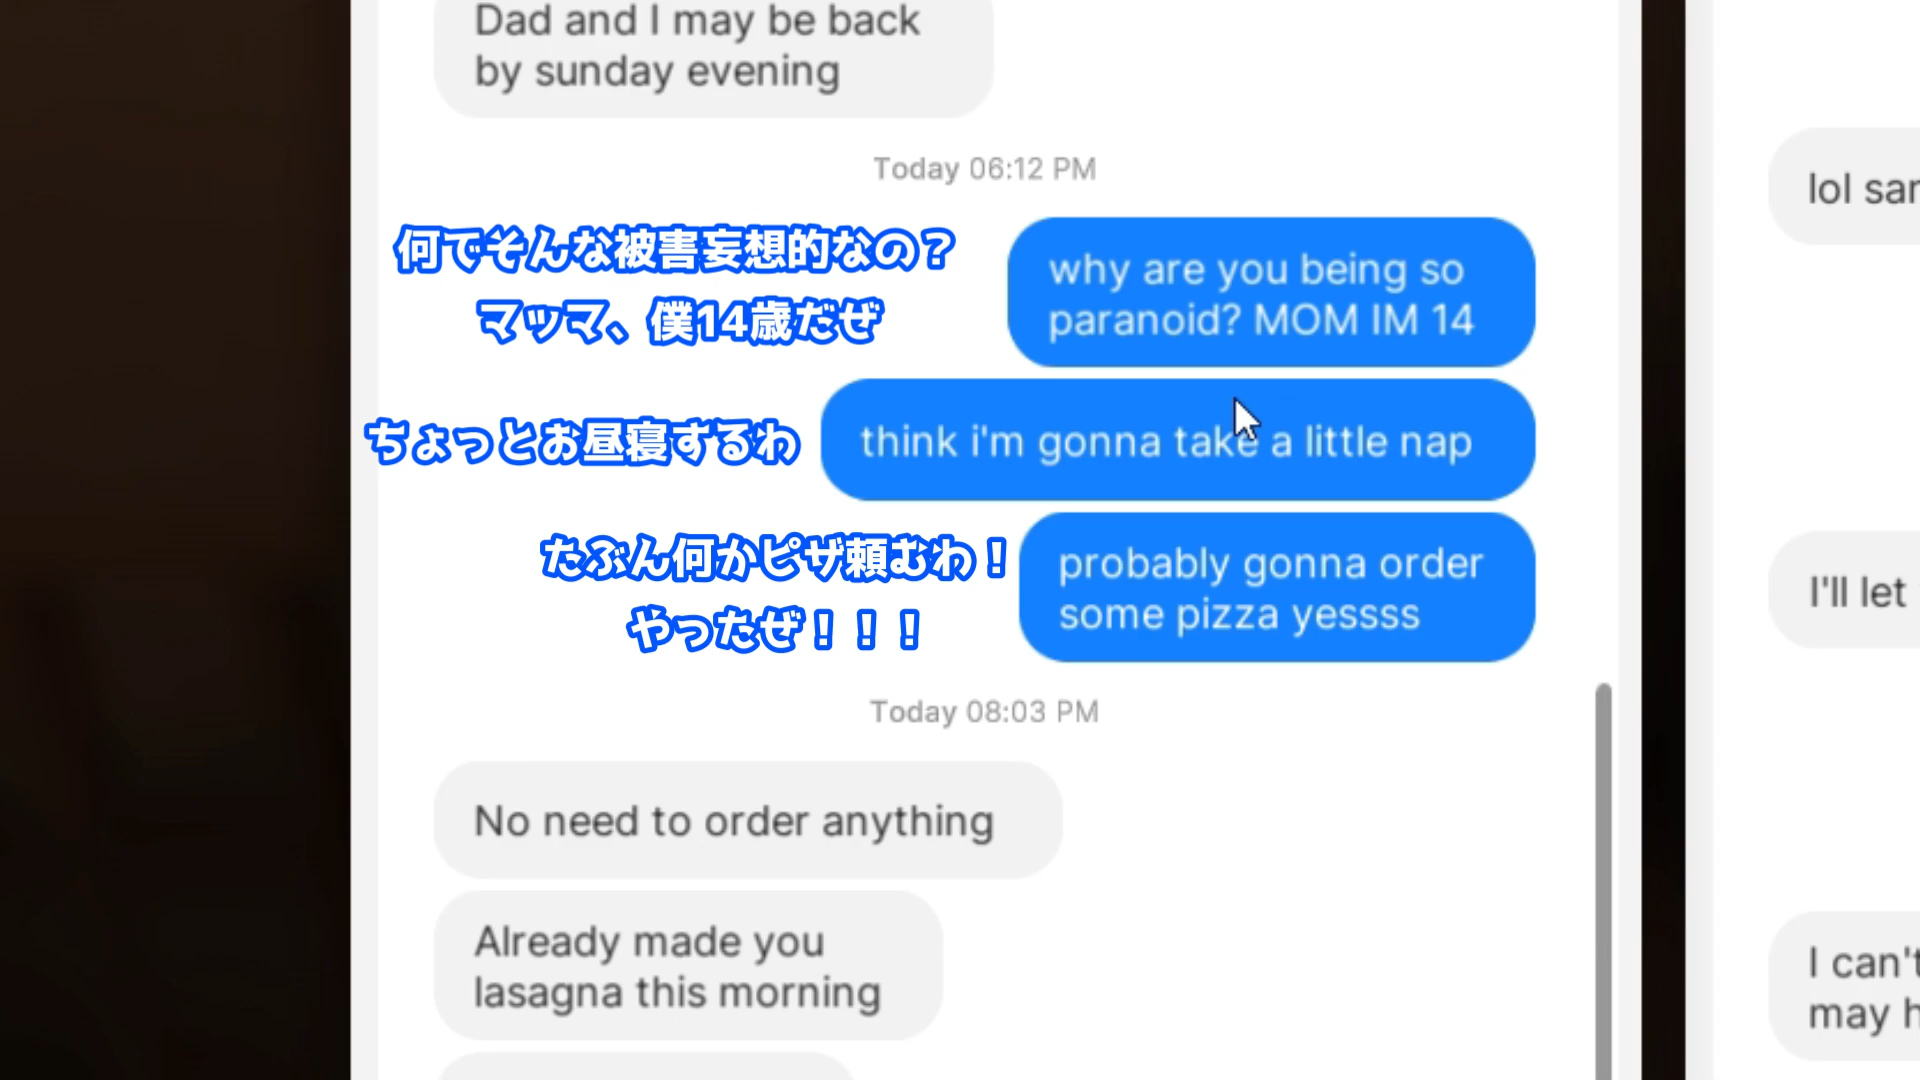 Dad and I may be back
by sunday evening
Today 06:12 PM
何でそんな被害妄想的なの？
マッマ、僕14歳だぜ
why are you being so
paranoid? MOM IM 14
ちょっとお昼寝するわ
think i'm gonna take a little nap
たぶん何かピザ頼むわ！
やったぜ！！！
probably gonna order
some pizza yessss
Today 08:03 PM
No need to order anything
Already made you
lasagna this morning
lol
I'll let
I can't
may